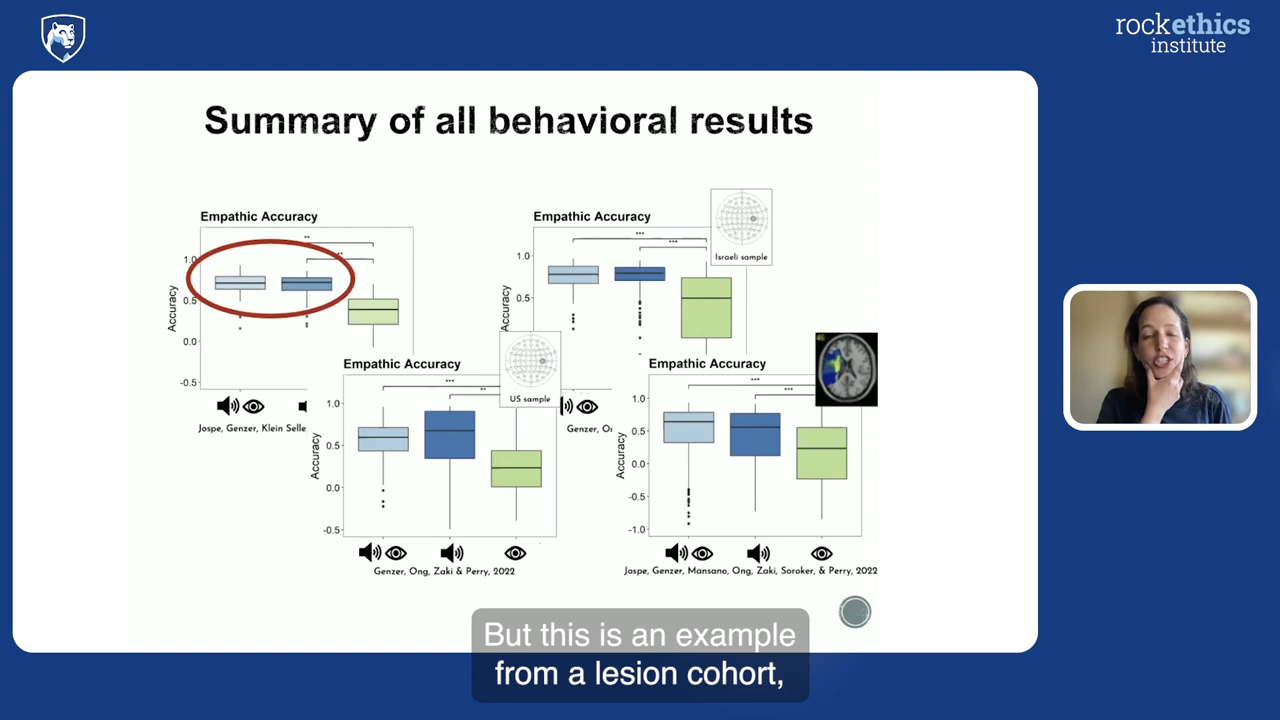 rockethics
institute
Summary of all behavioral results
Empathic Accuracy
**
**
1.0
0.5
0.0
-0.5
Accuracy
Jospe, Genzer, Klein Selle
Empathic Accuracy
***
***
1.0
0.5
Accuracy
Israeli sample
Genzer, O
Empathic Accuracy
***
**
1.0
0.5
0.0
-0.5
Accuracy
US sample
Genzer, Ong, Zaki & Perry, 2022
Empathic Accuracy
46
***
***
0.5
0.0
-0.5
-1.0
Accuracy
Jospe, Genzer, Mansano, Ong, Zaki, Soroker, & Perry, 2022
But this is an example
from a lesion cohort,